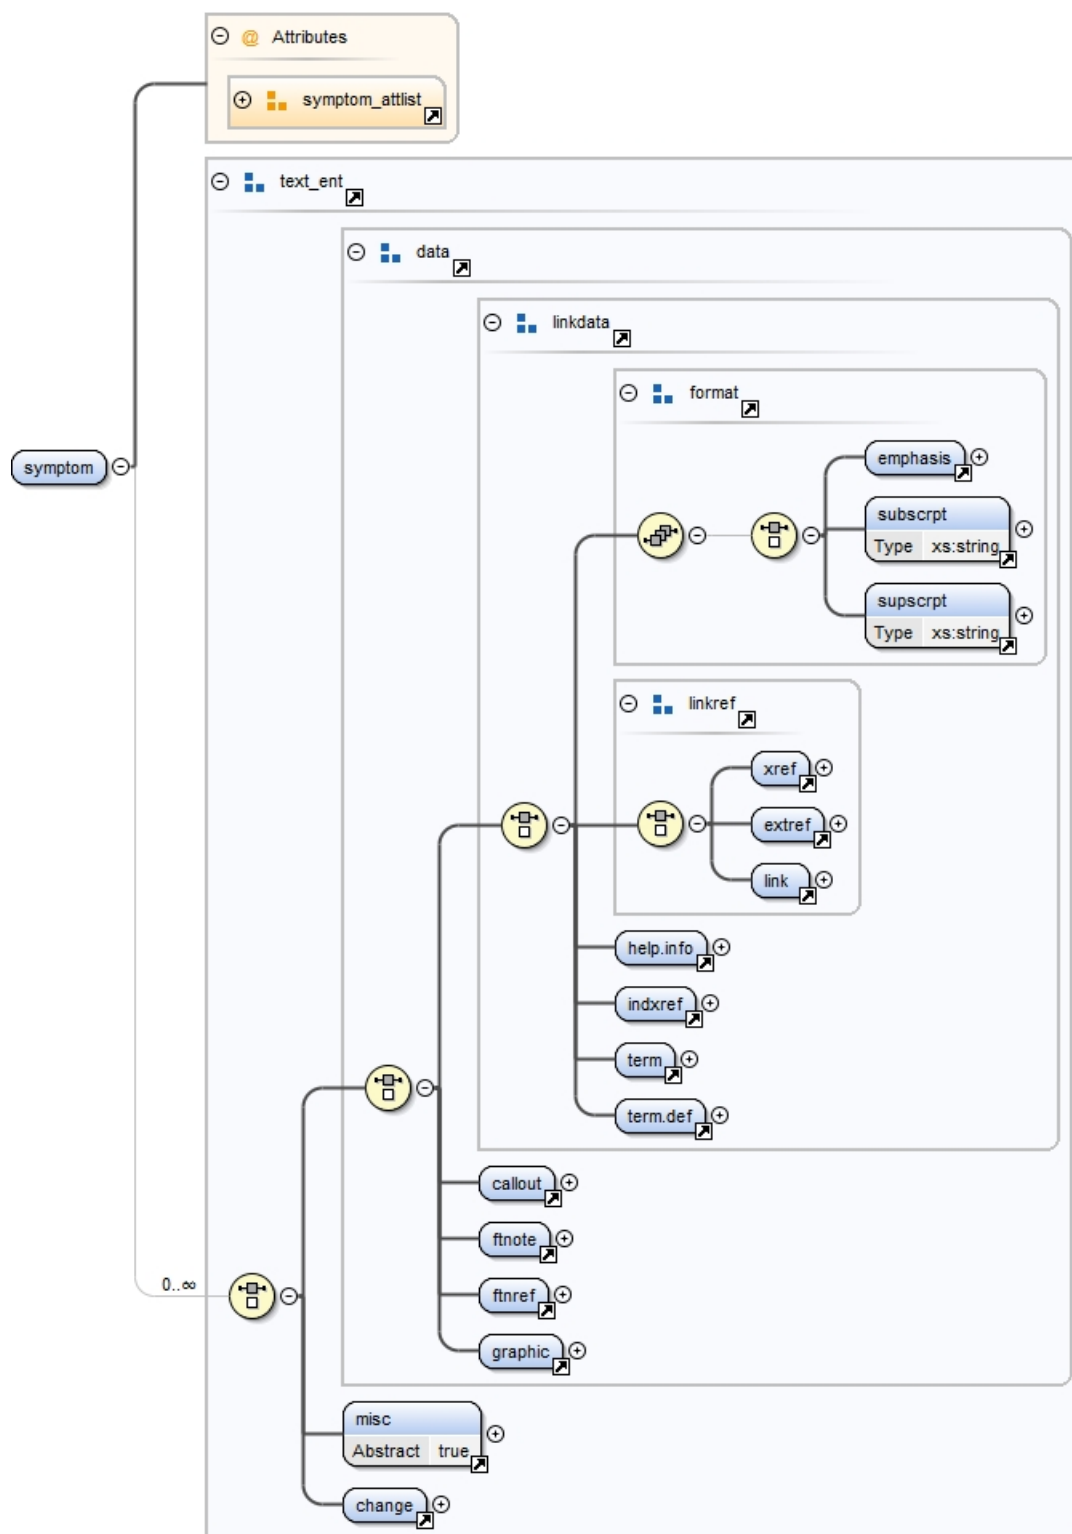 @ Attributes
symptom_attlist
text_ent
data
linkdata
format
symptom
emphasis
subscrpt
Type xs:string
supscrpt
Type xs:string
linkref
xref
extref
link
help.info
indxref
term
term.def
callout
ftnote
0..∞
ftnref
graphic
misc
Abstract true
change